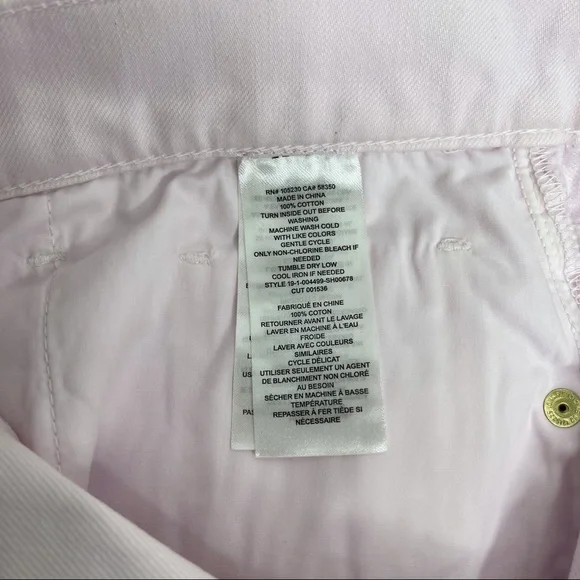 RN# 105230 CA# 58350
MADE IN CHINA
100% COTTON
TURN INSIDE OUT BEFORE
WASHING
MACHINE WASH COLD
WITH LIKE COLORS
GENTLE CYCLE
ONLY NON-CHLORINE BLEACH IF
NEEDED
TUMBLE DRY LOW
COOL IRON IF NEEDED
STYLE 19-1-004499-SH00678
CUT 001536
FABRIQUÉ EN CHINE
100% COTON
RETOURNER AVANT LE LAVAGE
LAVER EN MACHINE À L'EAU
FROIDE
LAVER AVEC COULEURS
SIMILAIRES
CYCLE DÉLICAT
UTILISER SEULEMENT UN AGENT
DE BLANCHIMENT NON CHLORÉ
AU BESOIN
SÉCHER EN MACHINE À BASSE
TEMPÉRATURE
REPASSER À FER TIÈDE SI
NÉCESSAIRE